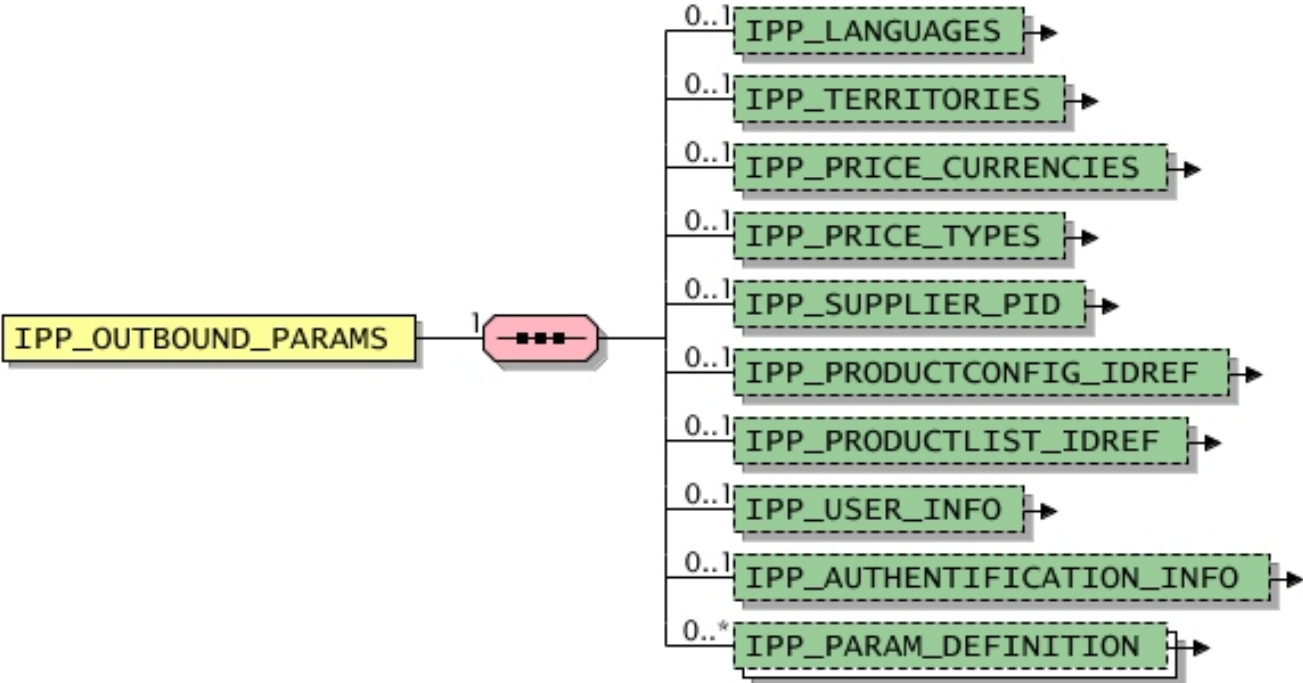 0..1 IPP_LANGUAGES
0..1 IPP_TERRITORIES
0..1 IPP_PRICE_CURRENCIES
0..1 IPP_PRICE_TYPES
0..1 IPP_SUPPLIER_PID
IPP_OUTBOUND_PARAMS 1
0..1 IPP_PRODUCTCONFIG_IDREF
0..1 IPP_PRODUCTLIST_IDREF
0..1 IPP_USER_INFO
0..1 IPP_AUTHENTIFICATION_INFO
0..* IPP_PARAM_DEFINITION